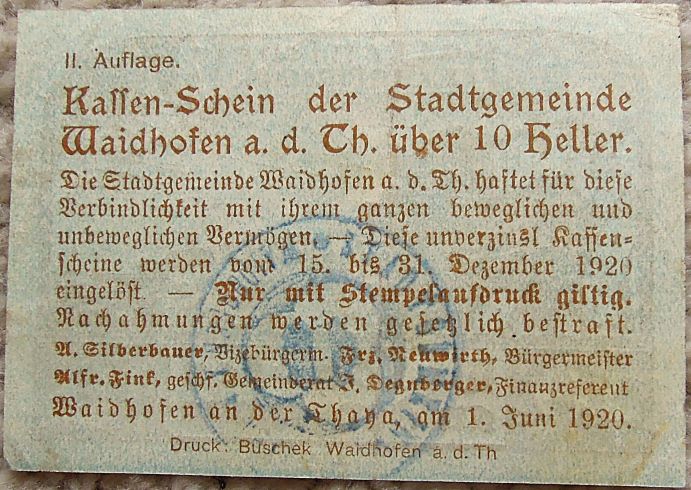 II. Auflage.
Kassen-Schein der Stadtgemeinde
Waidhofen a. d. Th. über 10 Heller.
Die Stadtgemeinde Waidhofen a. d. Th. haftet für diese
Verbindlichkeit mit ihrem ganzen beweglichen und
unbeweglichen Vermögen. — Diese unverzinsl Kassen=
scheine werden vom 15. bis 31. Dezember 1920
eingelöst. — Nur mit Stempelaufdruck giltig.
Nachahmungen werden gesetzlich bestraft.
A. Silberbauer, Vizebürgerm. Frz. Neuwirth, Bürgermeister
Alfr. Fink, geschf. Gemeinderat J. Degnberger, Finanzreferent
Waidhofen an der Thaya, am 1. Juni 1920.
Druck: Buschek Waidhofen a. d. Th